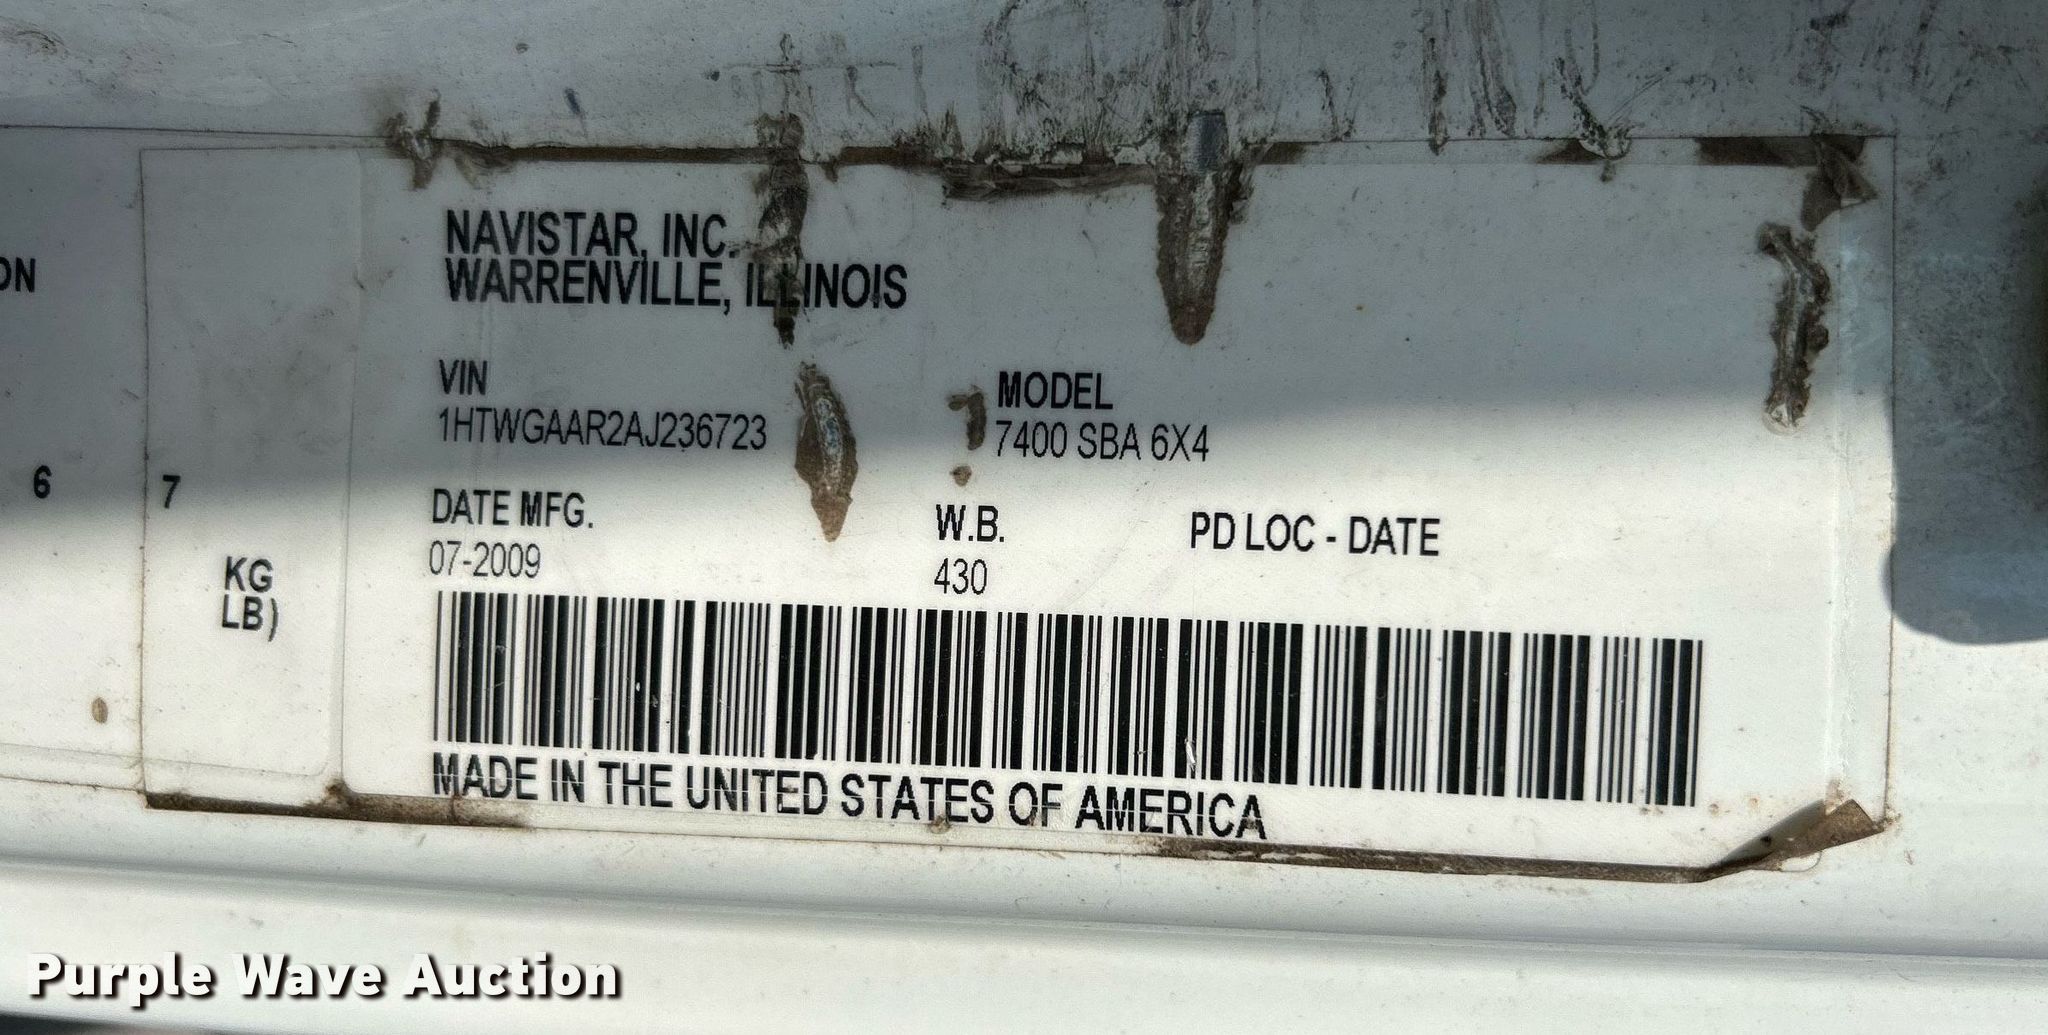 ON
6
7
KG
LB)
NAVISTAR, INC.
WARRENVILLE, ILLINOIS
VIN
1HTWGAAR2AJ236723
MODEL
7400 SBA 6X4
DATE MFG.
07-2009
W.B.
430
PD LOC - DATE
MADE IN THE UNITED STATES OF AMERICA
Purple Wave Auction